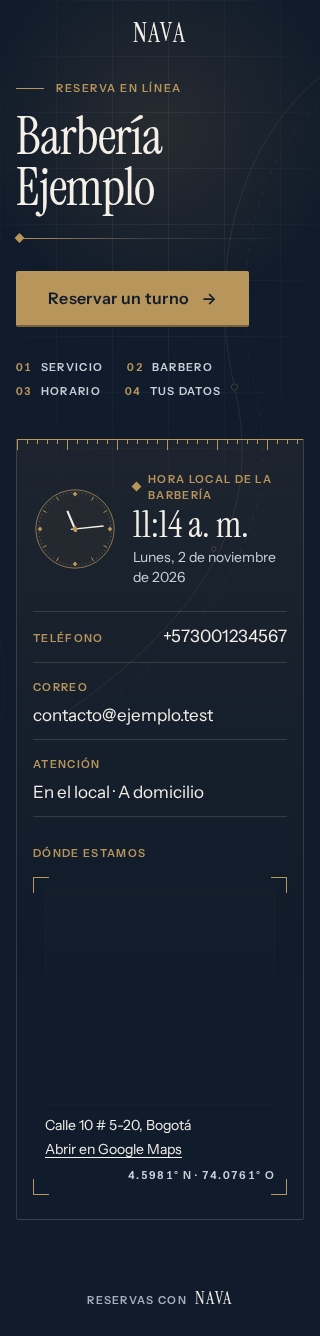 NAVA
RESERVA EN LÍNEA
Barbería
Ejemplo
Reservar un turno →
01 SERVICIO 02 BARBERO
03 HORARIO 04 TUS DATOS
HORA LOCAL DE LA
BARBERÍA
11:14 a. m.
Lunes, 2 de noviembre
de 2026
TELÉFONO +573001234567
CORREO
contacto@ejemplo.test
ATENCIÓN
En el local · A domicilio
DÓNDE ESTAMOS
Calle 10 # 5-20, Bogotá
Abrir en Google Maps
4.5981° N · 74.0761° O
RESERVAS CON NAVA